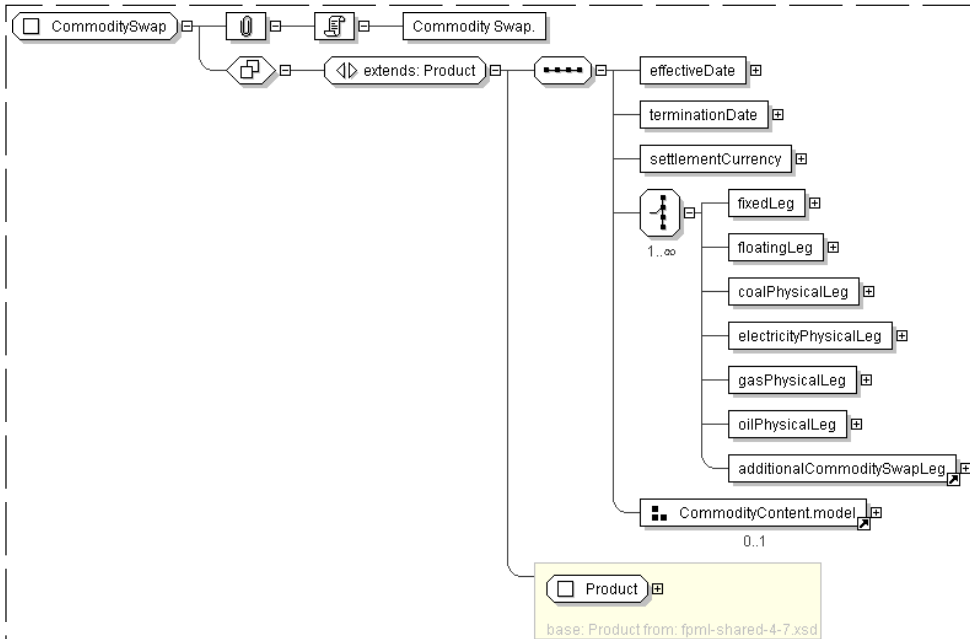 CommoditySwap
Commodity Swap.
extends: Product
effectiveDate
terminationDate
settlementCurrency
1..∞
fixedLeg
floatingLeg
coalPhysicalLeg
electricityPhysicalLeg
gasPhysicalLeg
oilPhysicalLeg
additionalCommoditySwapLeg
CommodityContent.model
0..1
Product
base: Product from: fpml-shared-4-7.xsd